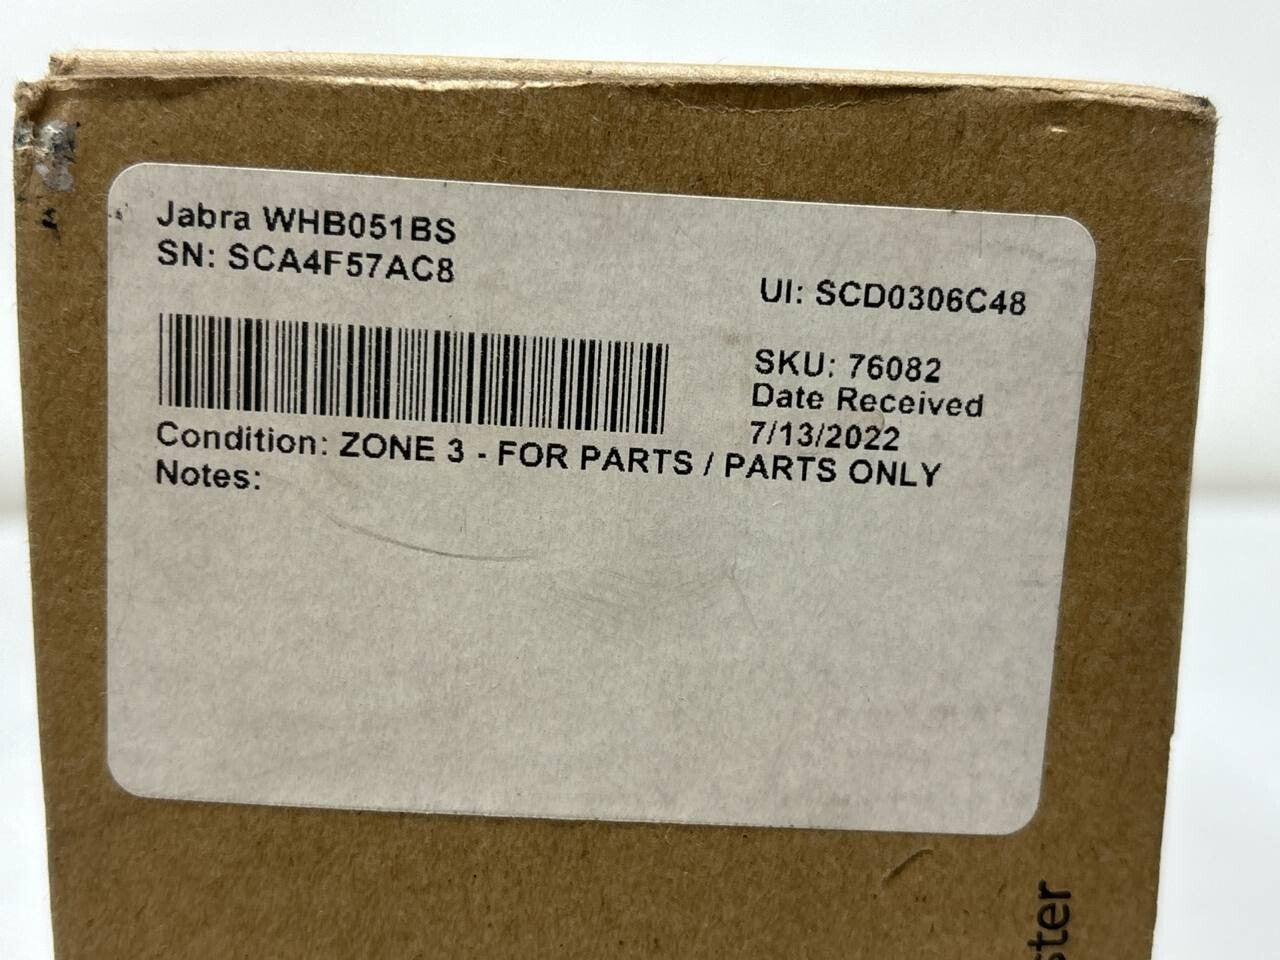 Jabra WHB051BS
SN: SCA4F57AC8
UI: SCD0306C48
SKU: 76082
Date Received
7/13/2022
Condition: ZONE 3 - FOR PARTS / PARTS ONLY
Notes:
ster